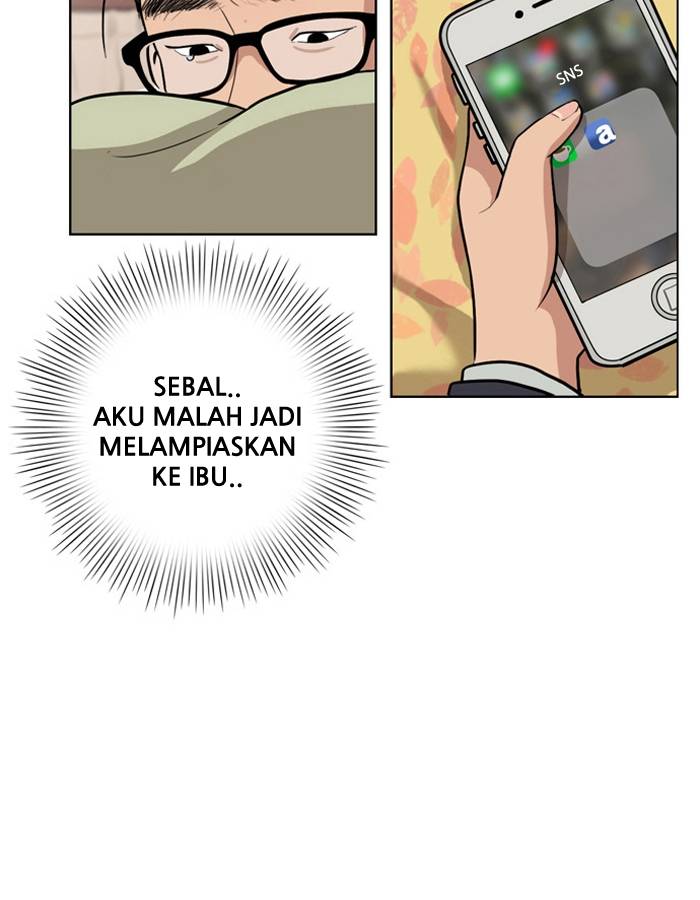 SNS
a
SEBAL..
AKU MALAH JADI
MELAMPIASKAN
KE IBU..